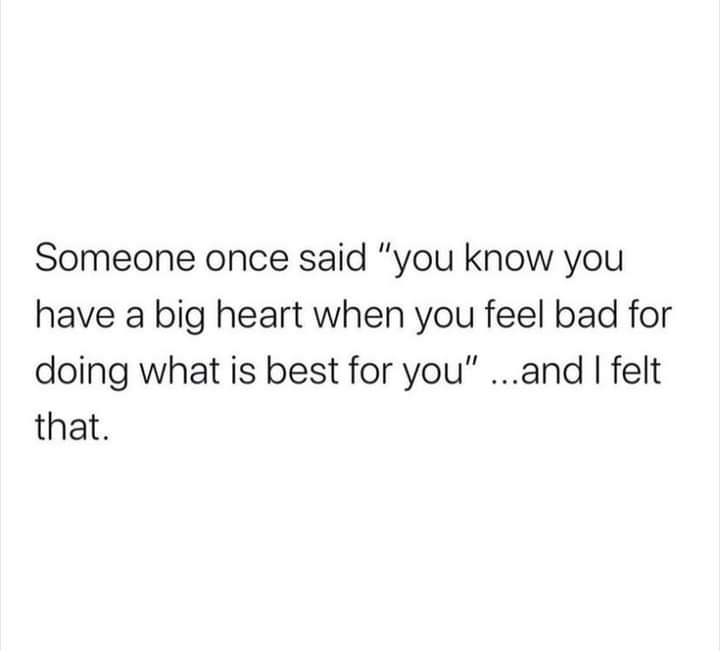 Someone once said "you know you
have a big heart when you feel bad for
doing what is best for you" ...and I felt
that.